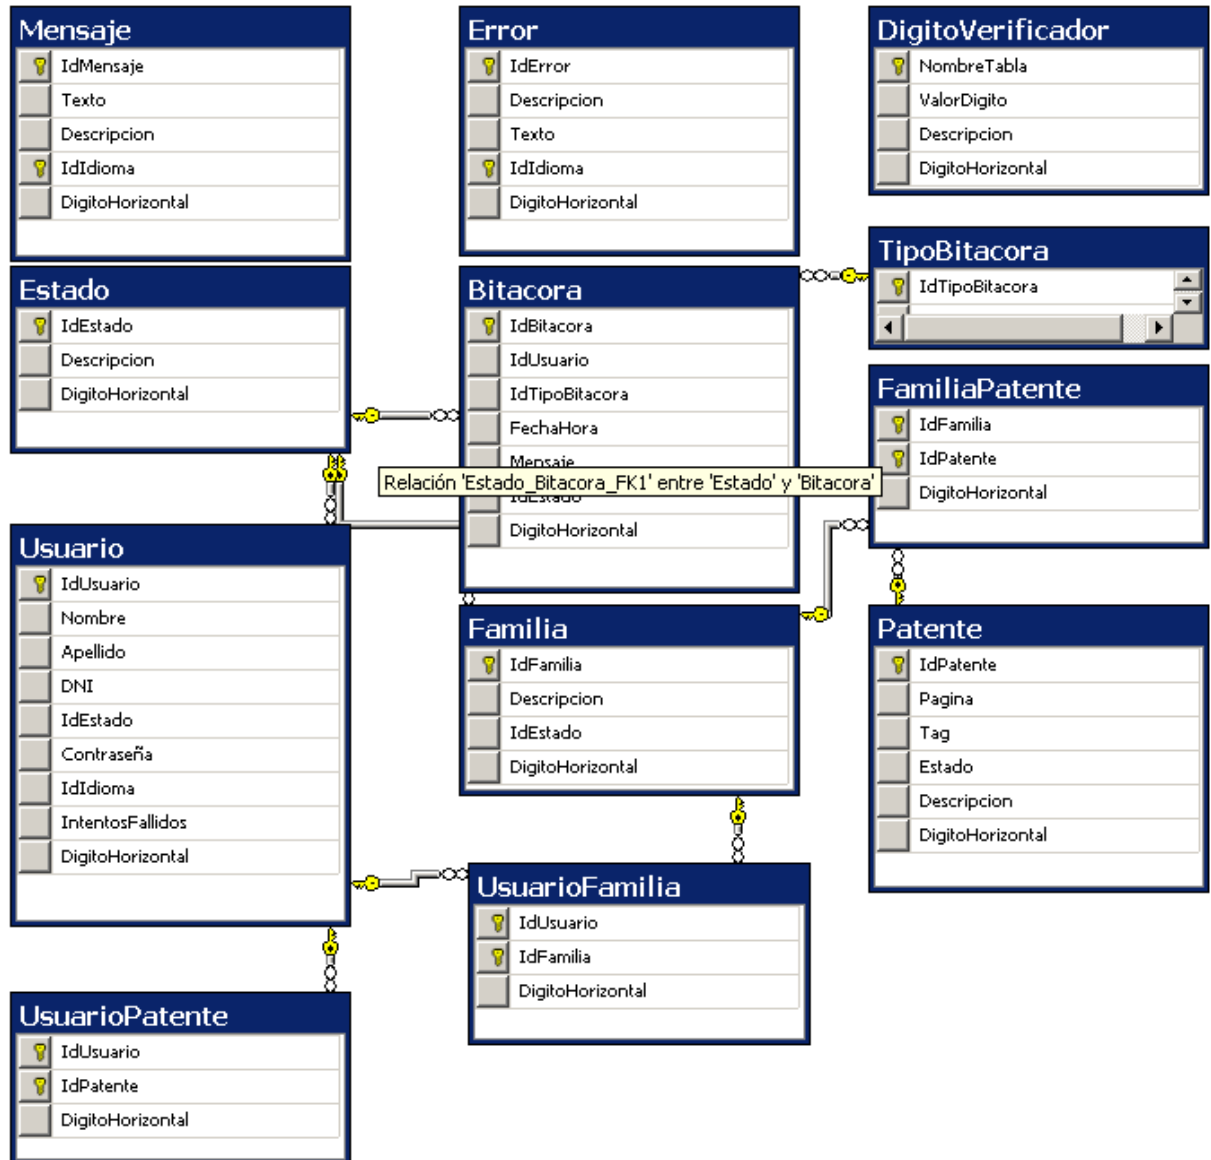 Mensaje
IdMensaje
Texto
Descripcion
IdIdioma
DigitoHorizontal
Error
IdError
Descripcion
Texto
IdIdioma
DigitoHorizontal
DigitoVerificador
NombreTabla
ValorDigito
Descripcion
DigitoHorizontal
Estado
IdEstado
Descripcion
DigitoHorizontal
Bitacora
IdBitacora
IdUsuario
IdTipoBitacora
FechaHora
Mensaje
Relación 'Estado_Bitacora_FK1' entre 'Estado' y 'Bitacora'
IdEstado
DigitoHorizontal
TipoBitacora
IdTipoBitacora
FamiliaPatente
IdFamilia
IdPatente
DigitoHorizontal
Usuario
IdUsuario
Nombre
Apellido
DNI
IdEstado
Contraseña
IdIdioma
IntentosFallidos
DigitoHorizontal
Familia
IdFamilia
Descripcion
IdEstado
DigitoHorizontal
Patente
IdPatente
Pagina
Tag
Estado
Descripcion
DigitoHorizontal
UsuarioFamilia
IdUsuario
IdFamilia
DigitoHorizontal
UsuarioPatente
IdUsuario
IdPatente
DigitoHorizontal